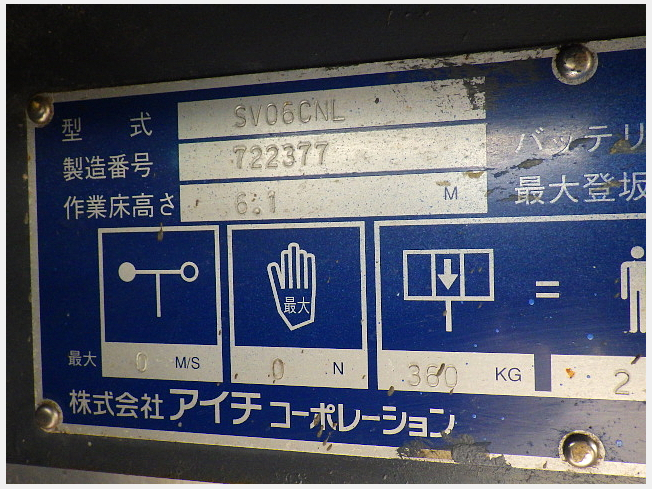 型 式 SV06CNL
製造番号 722377 バッテリ
作業床高さ 6.1 M 最大登坂
最大
最大 0 M/S 0 N 360 KG = 2
株式会社 アイチ コーポレーション